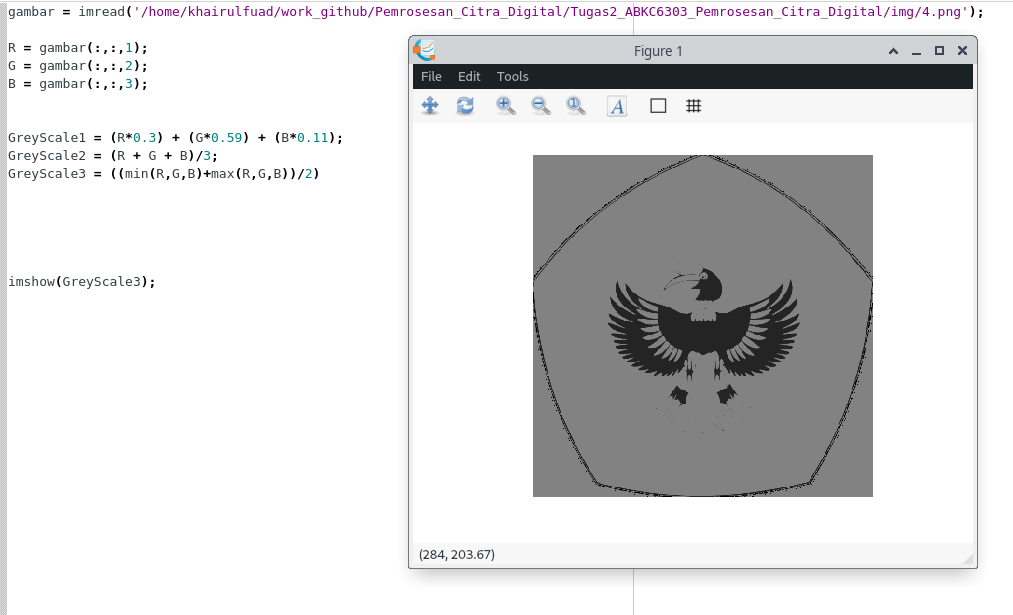 gambar = imread('/home/khairulfuad/work_github/Pemrosesan_Citra_Digital/Tugas2_ABKC6303_Pemrosesan_Citra_Digital/img/4.png');
R = gambar(:,:,1);
G = gambar(:,:,2);
B = gambar(:,:,3);
GreyScale1 = (R*0.3) + (G*0.59) + (B*0.11);
GreyScale2 = (R + G + B)/3;
GreyScale3 = ((min(R,G,B)+max(R,G,B))/2)
imshow(GreyScale3);
Figure 1
File Edit Tools
A
(284, 203.67)